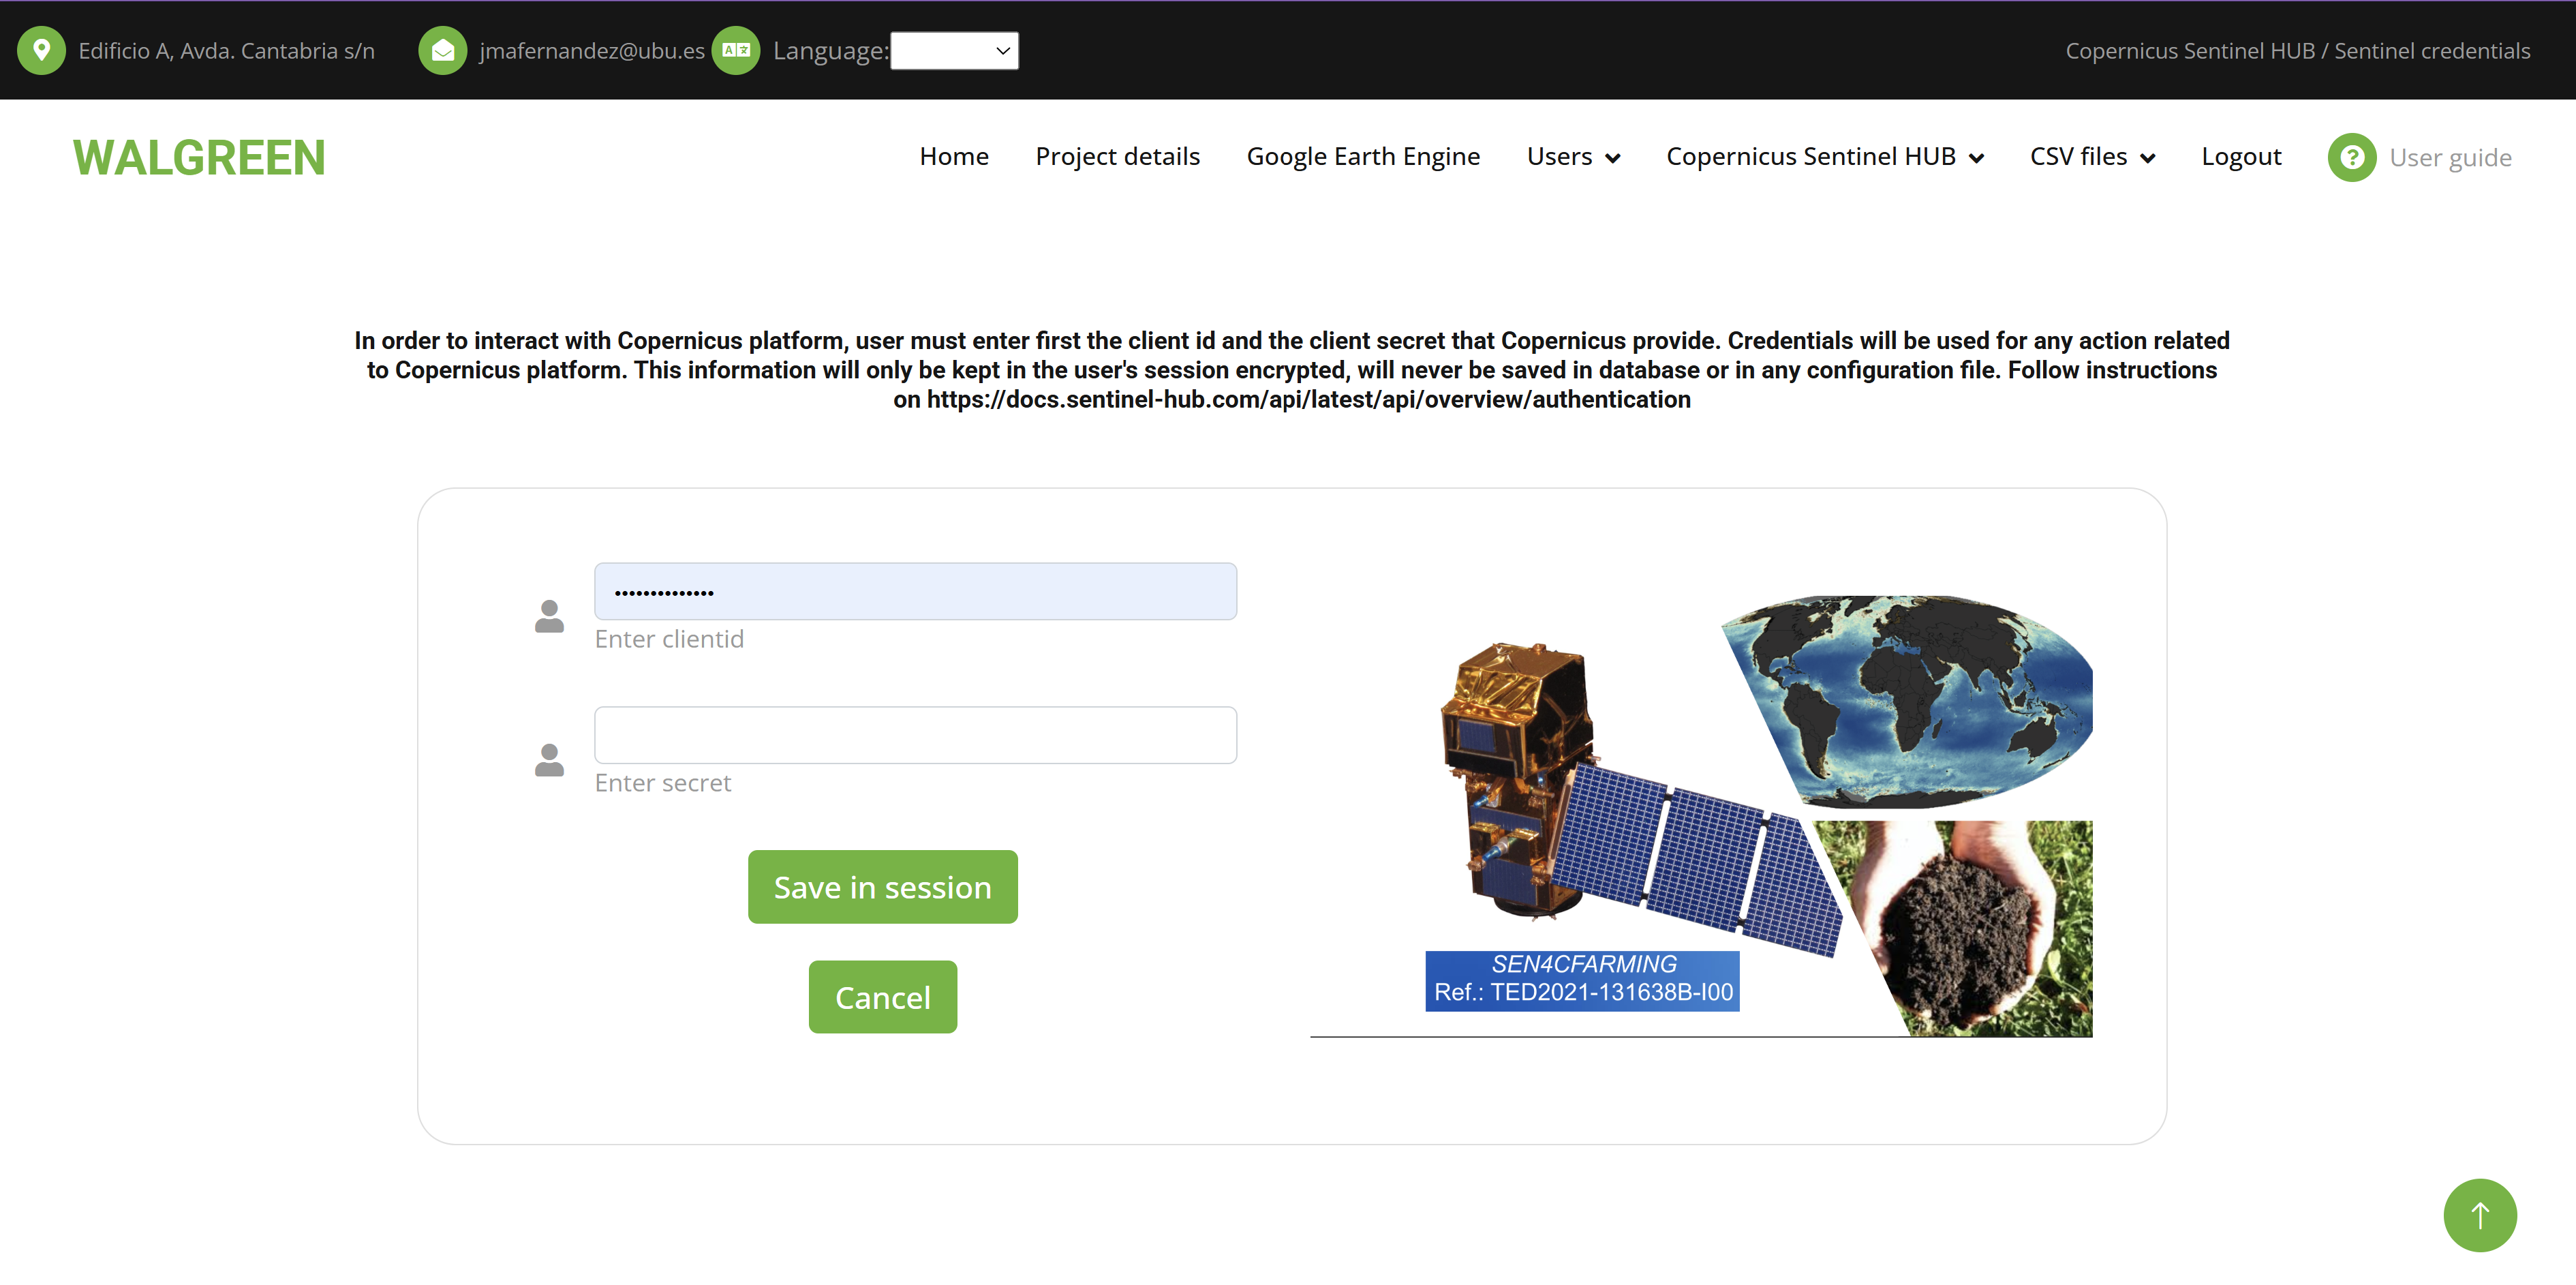 Edificio A, Avda. Cantabria s/n jmafernandez@ubu.es Language: Copernicus Sentinel HUB / Sentinel credentials
WALGREEN Home Project details Google Earth Engine Users Copernicus Sentinel HUB CSV files Logout User guide
In order to interact with Copernicus platform, user must enter first the client id and the client secret that Copernicus provide. Credentials will be used for any action related
to Copernicus platform. This information will only be kept in the user's session encrypted, will never be saved in database or in any configuration file. Follow instructions
on https://docs.sentinel-hub.com/api/latest/api/overview/authentication
••••••••••••••
Enter clientid
Enter secret
Save in session
Cancel
SEN4CFARMING
Ref.: TED2021-131638B-I00